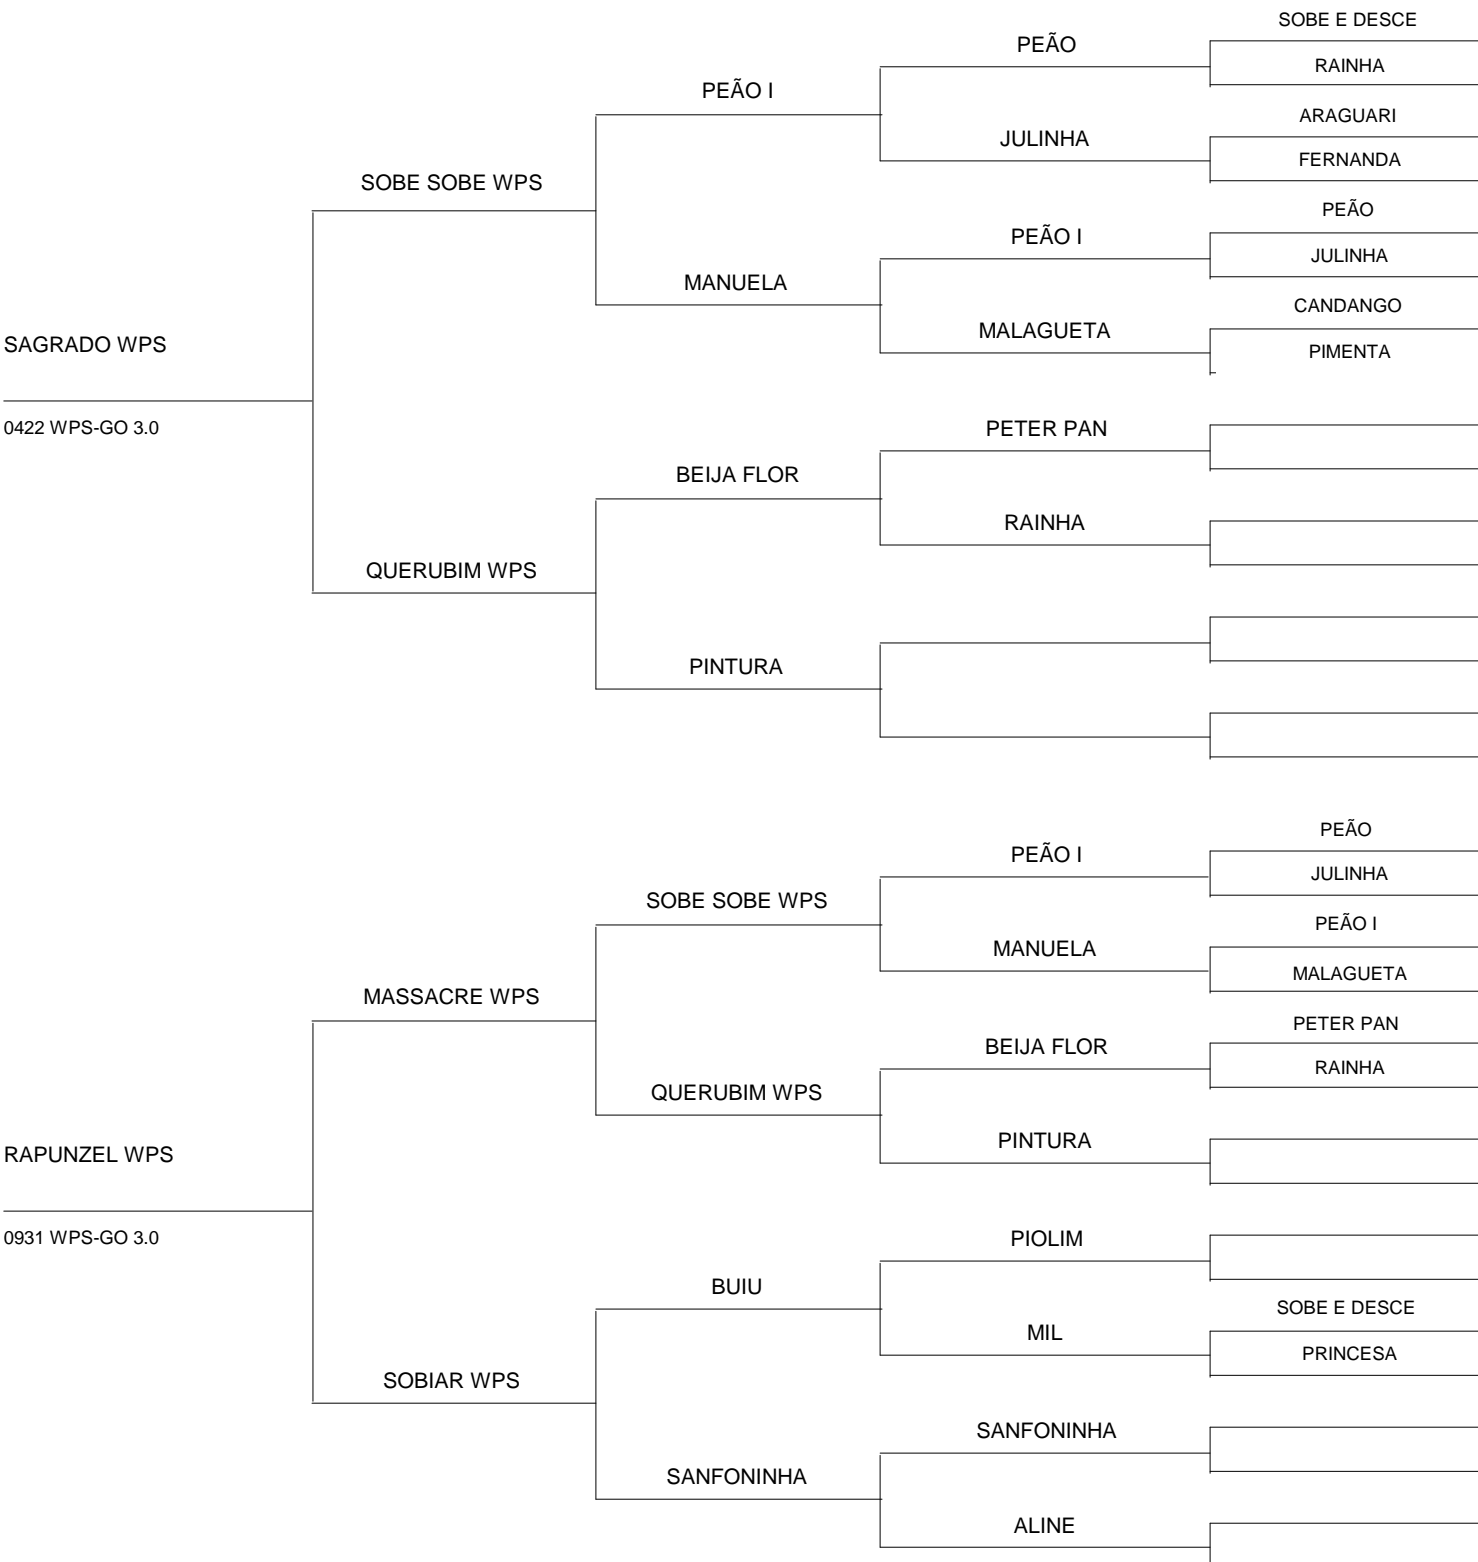 SOBE E DESCE
PEÃO
RAINHA
PEÃO I
ARAGUARI
JULINHA
FERNANDA
SOBE SOBE WPS
PEÃO
PEÃO I
JULINHA
MANUELA
CANDANGO
MALAGUETA
SAGRADO WPS
PIMENTA
0422 WPS-GO 3.0
PETER PAN
BEIJA FLOR
RAINHA
QUERUBIM WPS
PINTURA
PEÃO
PEÃO I
JULINHA
SOBE SOBE WPS
PEÃO I
MANUELA
MALAGUETA
MASSACRE WPS
PETER PAN
BEIJA FLOR
RAINHA
QUERUBIM WPS
PINTURA
RAPUNZEL WPS
0931 WPS-GO 3.0
PIOLIM
BUIU
SOBE E DESCE
MIL
PRINCESA
SOBIAR WPS
SANFONINHA
SANFONINHA
ALINE